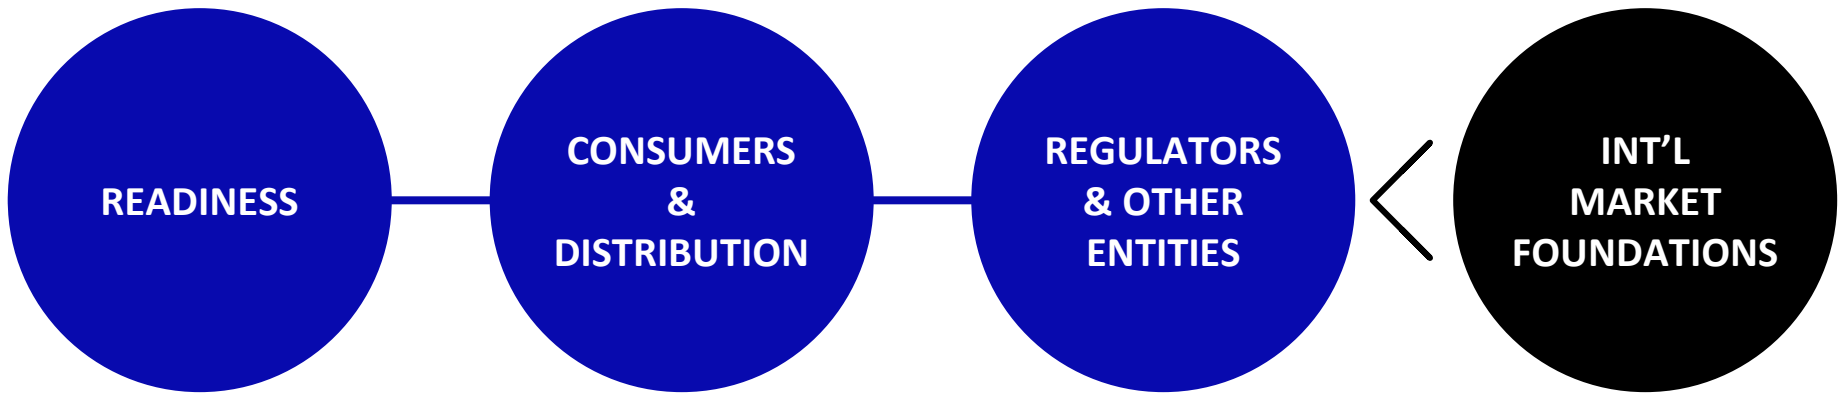 READINESS
CONSUMERS
&
DISTRIBUTION
REGULATORS
& OTHER
ENTITIES
INT’L
MARKET
FOUNDATIONS